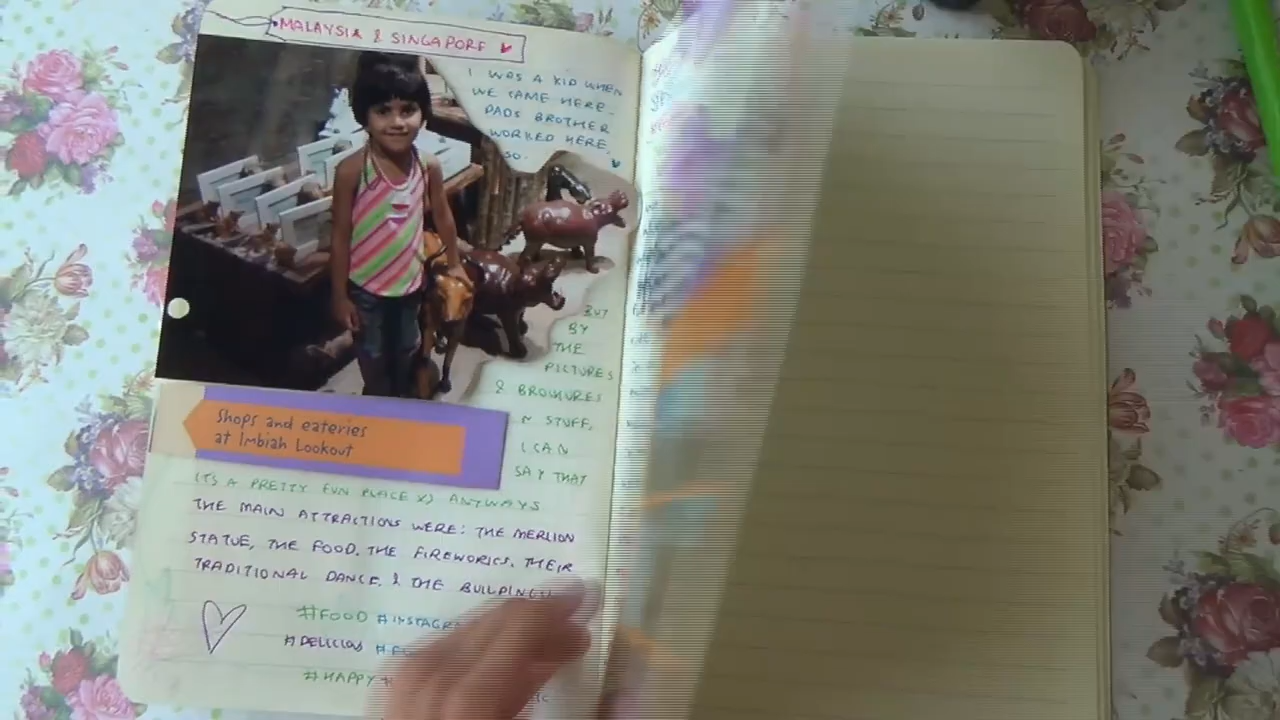 MALAYSIA & SINGAPORE
I WAS A KID WHEN
WE CAME HERE.
DADS BROTHER
WORKED HERE,
SO.
BUT
BY
THE
PICTURES
& BROCHURES
N STUFF,
I CAN
SAY THAT
Shops and eateries
at Imbiah Lookout
ITS A PRETTY FUN PLACE X) ANYWAYS
THE MAIN ATTRACTIONS WERE: THE MERLION
STATUE, THE FOOD, THE FIREWORKS, THEIR
TRADITIONAL DANCE, & THE BUILDINGS
#FOOD
#DELICIOUS
#HAPPY